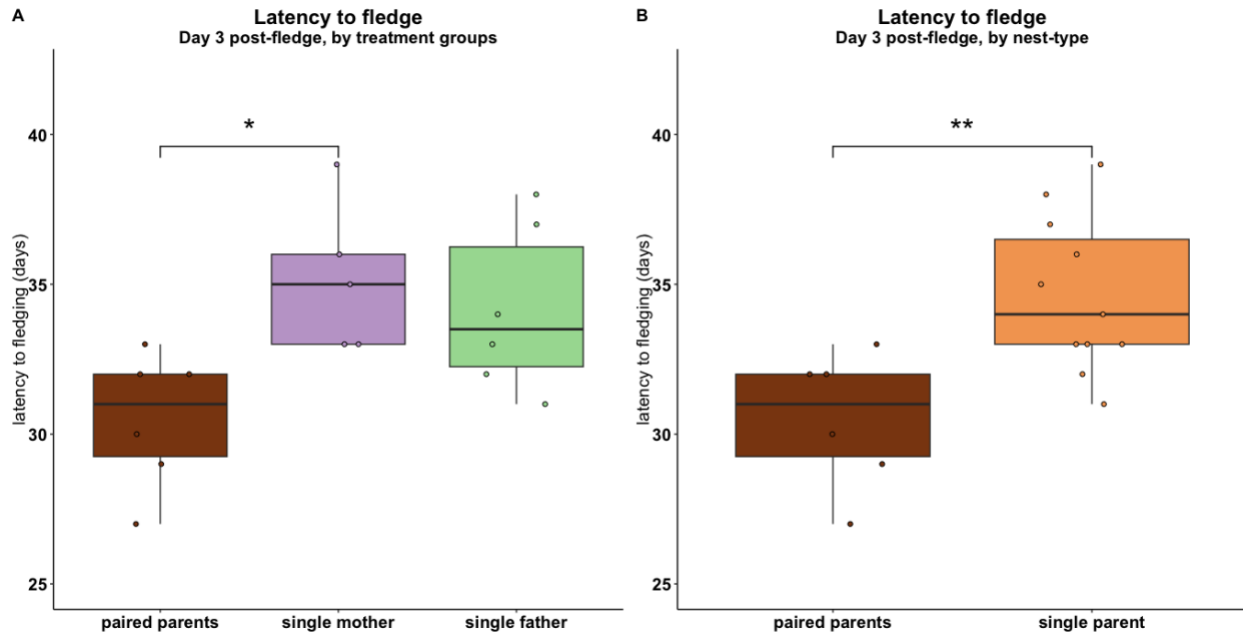 A
Latency to fledge
Day 3 post-fledge, by treatment groups
latency to fledging (days)
40
35
30
25
*
paired parents
single mother
single father
B
Latency to fledge
Day 3 post-fledge, by nest-type
latency to fledging (days)
40
35
30
25
**
paired parents
single parent